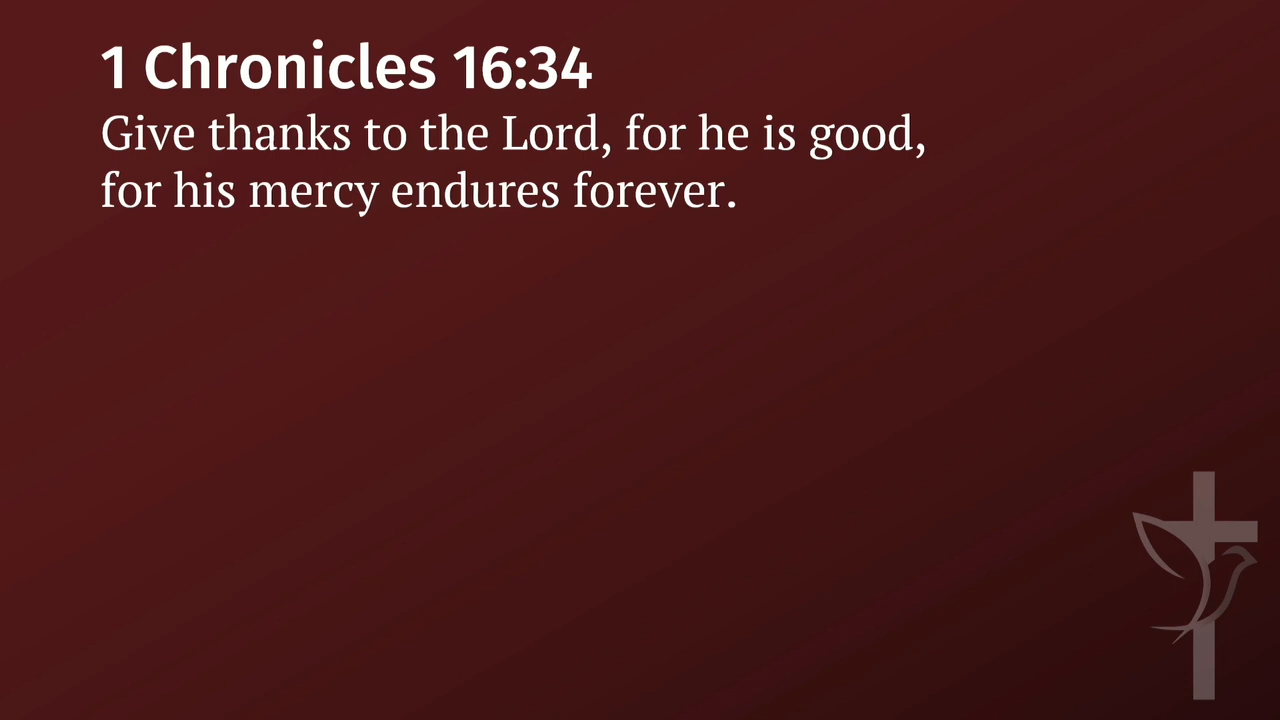 1 Chronicles 16:34
Give thanks to the Lord, for he is good,
for his mercy endures forever.